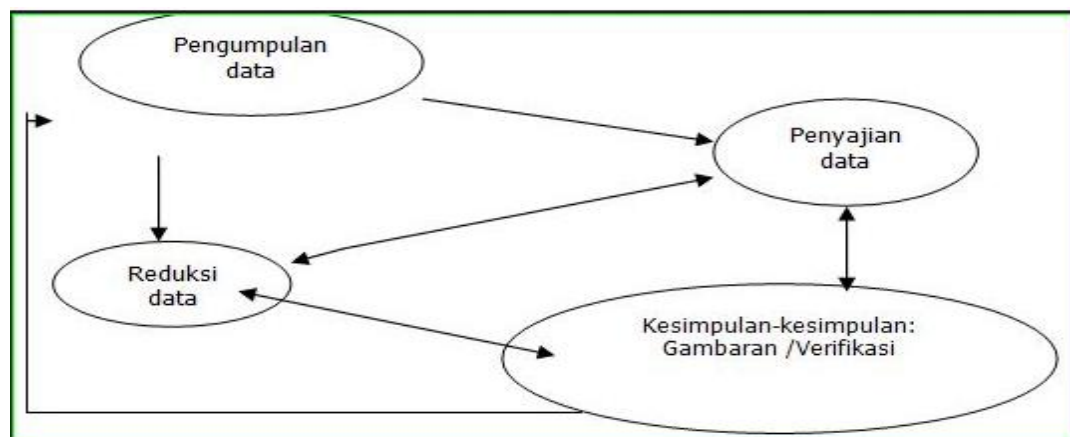 Pengumpulan
data
Penyajian
data
Reduksi
data
Kesimpulan-kesimpulan:
Gambaran /Verifikasi